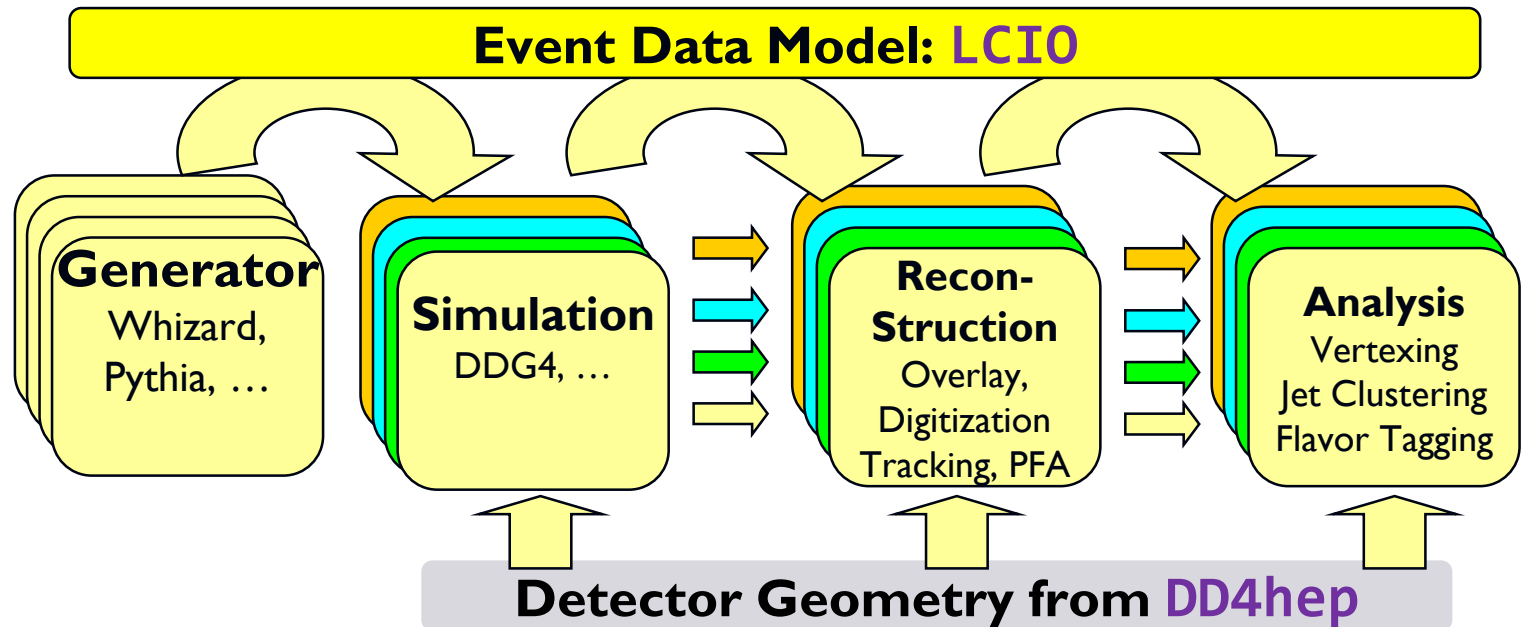 Event Data Model: LCIO
Generator
Whizard,
Pythia, …
Simulation
DDG4, …
Recon-
Struction
Overlay,
Digitization
Tracking, PFA
Analysis
Vertexing
Jet Clustering
Flavor Tagging
Detector Geometry from DD4hep